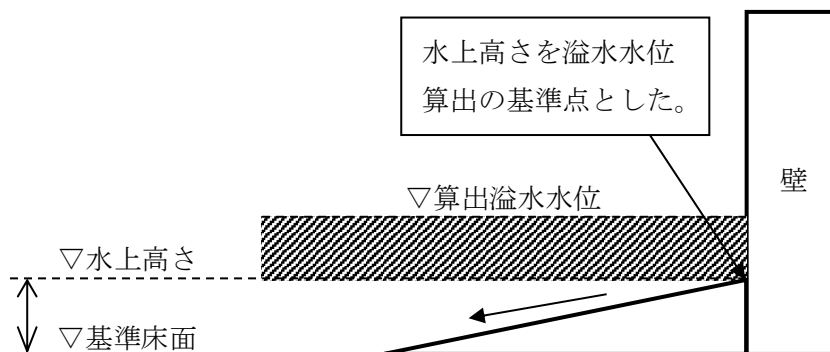 水上高さを溢水水位
算出の基準点とした。
壁
▽算出溢水水位
▽水上高さ
▽基準床面